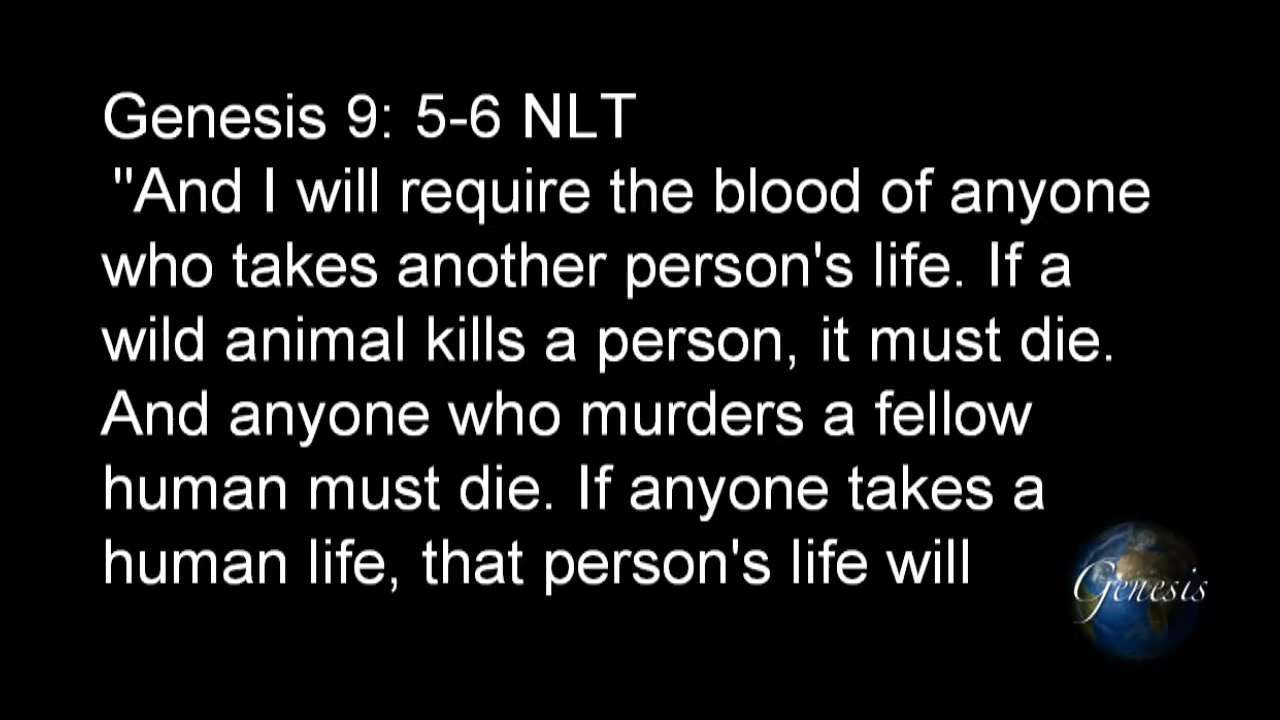 Genesis 9: 5-6 NLT
"And I will require the blood of anyone
who takes another person's life. If a
wild animal kills a person, it must die.
And anyone who murders a fellow
human must die. If anyone takes a
human life, that person's life will
Genesis